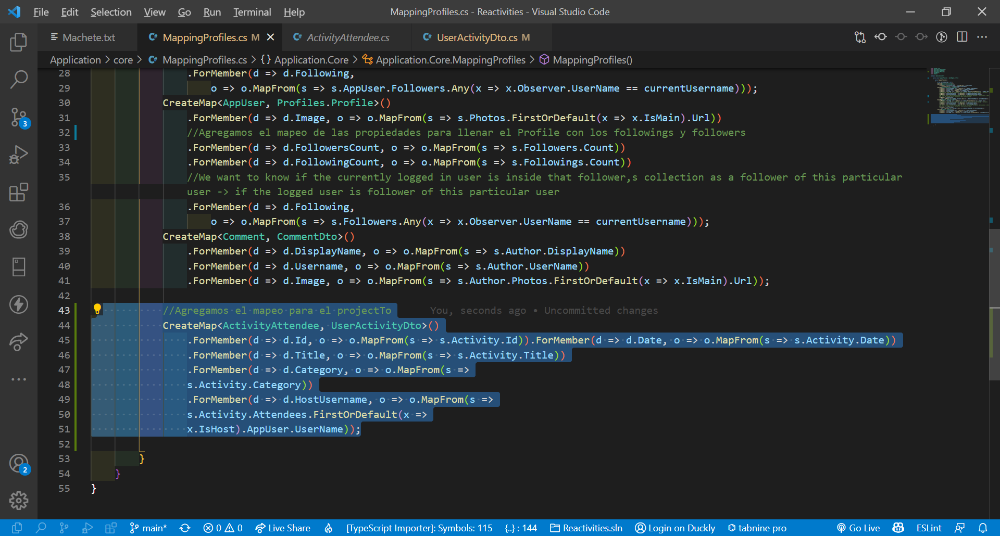 File Edit Selection View Go Run Terminal Help
MappingProfiles.cs - Reactivities - Visual Studio Code
Machete.txt
C# MappingProfiles.cs M
C# ActivityAttendee.cs
C# UserActivityDto.cs M
Application > core > C# MappingProfiles.cs > {} Application.Core > Application.Core.MappingProfiles > MappingProfiles()
28 .ForMember(d => d.Following,
29 o => o.MapFrom(s => s.AppUser.Followers.Any(x => x.Observer.UserName == currentUsername)));
30 CreateMap<AppUser, Profiles.Profile>()
31 .ForMember(d => d.Image, o => o.MapFrom(s => s.Photos.FirstOrDefault(x => x.IsMain).Url))
32 //Agregamos el mapeo de las propiedades para llenar el Profile con los followings y followers
33 .ForMember(d => d.FollowersCount, o => o.MapFrom(s => s.Followers.Count))
34 .ForMember(d => d.FollowingCount, o => o.MapFrom(s => s.Followings.Count))
35 //We want to know if the currently logged in user is inside that follower,s collection as a follower of this particular
user -> if the logged user is follower of this particular user
36 .ForMember(d => d.Following,
37 o => o.MapFrom(s => s.Followers.Any(x => x.Observer.UserName == currentUsername)));
38 CreateMap<Comment, CommentDto>()
39 .ForMember(d => d.DisplayName, o => o.MapFrom(s => s.Author.DisplayName))
40 .ForMember(d => d.Username, o => o.MapFrom(s => s.Author.UserName))
41 .ForMember(d => d.Image, o => o.MapFrom(s => s.Author.Photos.FirstOrDefault(x => x.IsMain).Url));
42
43 //Agregamos el mapeo para el projectTo You, seconds ago • Uncommitted changes
44 CreateMap<ActivityAttendee, UserActivityDto>()
45 .ForMember(d => d.Id, o => o.MapFrom(s => s.Activity.Id)).ForMember(d => d.Date, o => o.MapFrom(s => s.Activity.Date))
46 .ForMember(d => d.Title, o => o.MapFrom(s => s.Activity.Title))
47 .ForMember(d => d.Category, o => o.MapFrom(s =>
48 s.Activity.Category))
49 .ForMember(d => d.HostUsername, o => o.MapFrom(s =>
50 s.Activity.Attendees.FirstOrDefault(x =>
51 x.IsHost).AppUser.UserName));
52
53 }
54 }
55 }
3
2
main* 0 0 Live Share [TypeScript Importer]: Symbols: 115 {..} : 144 Reactivities.sln Login on Duckly tabnine pro Go Live ESLint